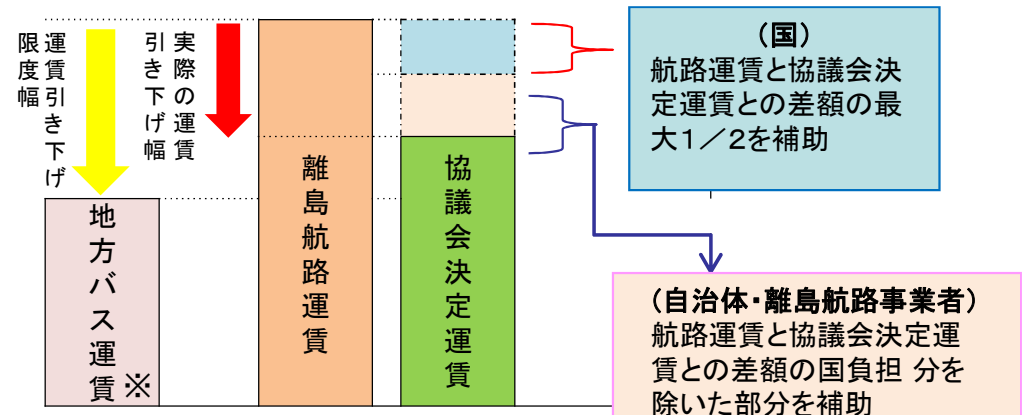 運賃引き下げ
限度幅
実際の運賃
引き下げ幅
地方バス運賃※
離島航路運賃
協議会決定運賃
(国)
航路運賃と協議会決
定運賃との差額の最
大1／2を補助
(自治体・離島航路事業者)
航路運賃と協議会決定運
賃との差額の国負担 分を
除いた部分を補助